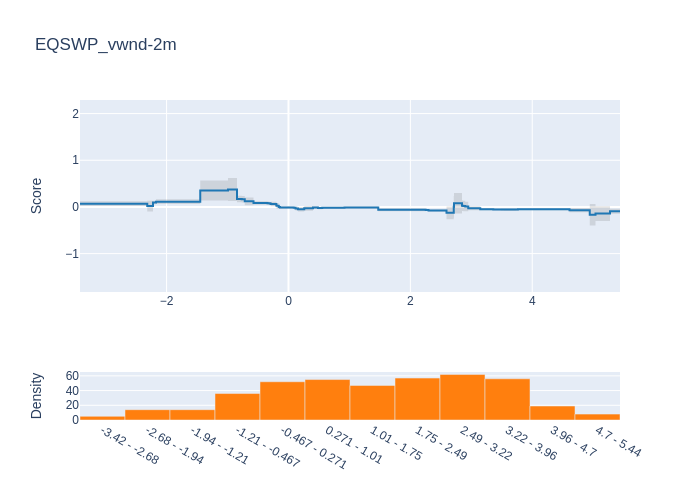 EQSWP_vwnd-2m
Score
2
1
0
−1
−2
0
2
4
Density
60
40
20
0
-3.42 - -2.68
-2.68 - -1.94
-1.94 - -1.21
-1.21 - -0.467
-0.467 - 0.271
0.271 - 1.01
1.01 - 1.75
1.75 - 2.49
2.49 - 3.22
3.22 - 3.96
3.96 - 4.7
4.7 - 5.44